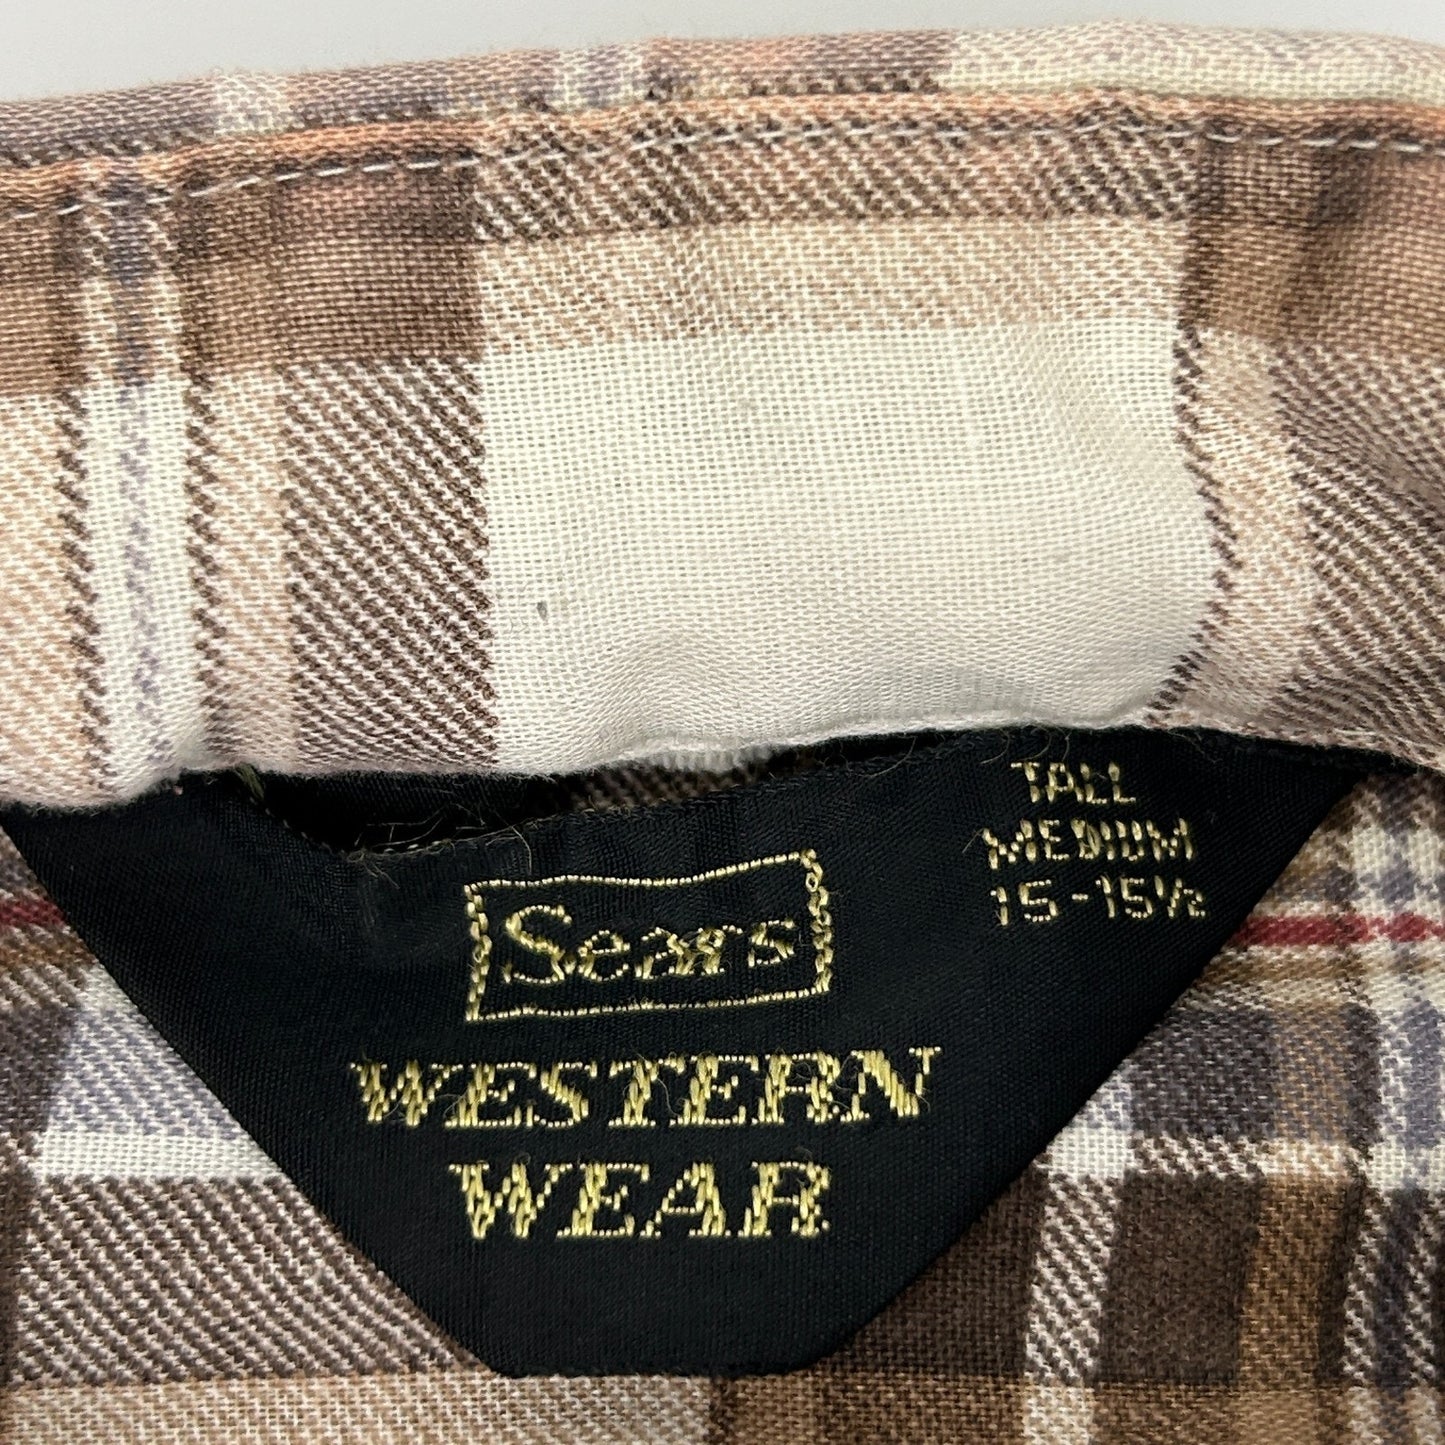 TALL
MEDIUM
15-15½
Sears
WESTERN
WEAR